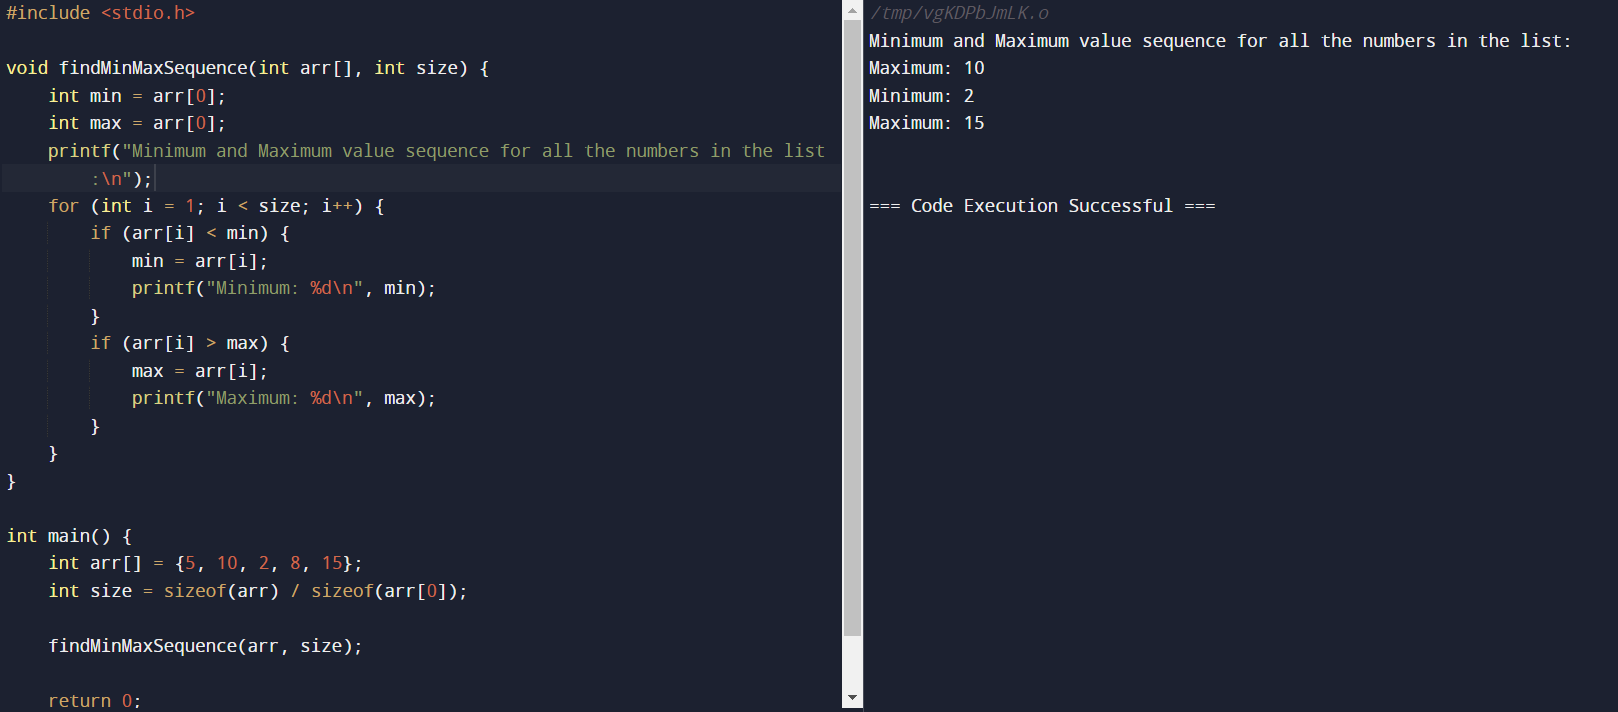 #include <stdio.h>
void findMinMaxSequence(int arr[], int size) {
    int min = arr[0];
    int max = arr[0];
    printf("Minimum and Maximum value sequence for all the numbers in the list
        :\n");
    for (int i = 1; i < size; i++) {
        if (arr[i] < min) {
            min = arr[i];
            printf("Minimum: %d\n", min);
        }
        if (arr[i] > max) {
            max = arr[i];
            printf("Maximum: %d\n", max);
        }
    }
}
int main() {
    int arr[] = {5, 10, 2, 8, 15};
    int size = sizeof(arr) / sizeof(arr[0]);
    findMinMaxSequence(arr, size);
    return 0;
/tmp/vgKDPbJmLK.o
Minimum and Maximum value sequence for all the numbers in the list:
Maximum: 10
Minimum: 2
Maximum: 15
=== Code Execution Successful ===